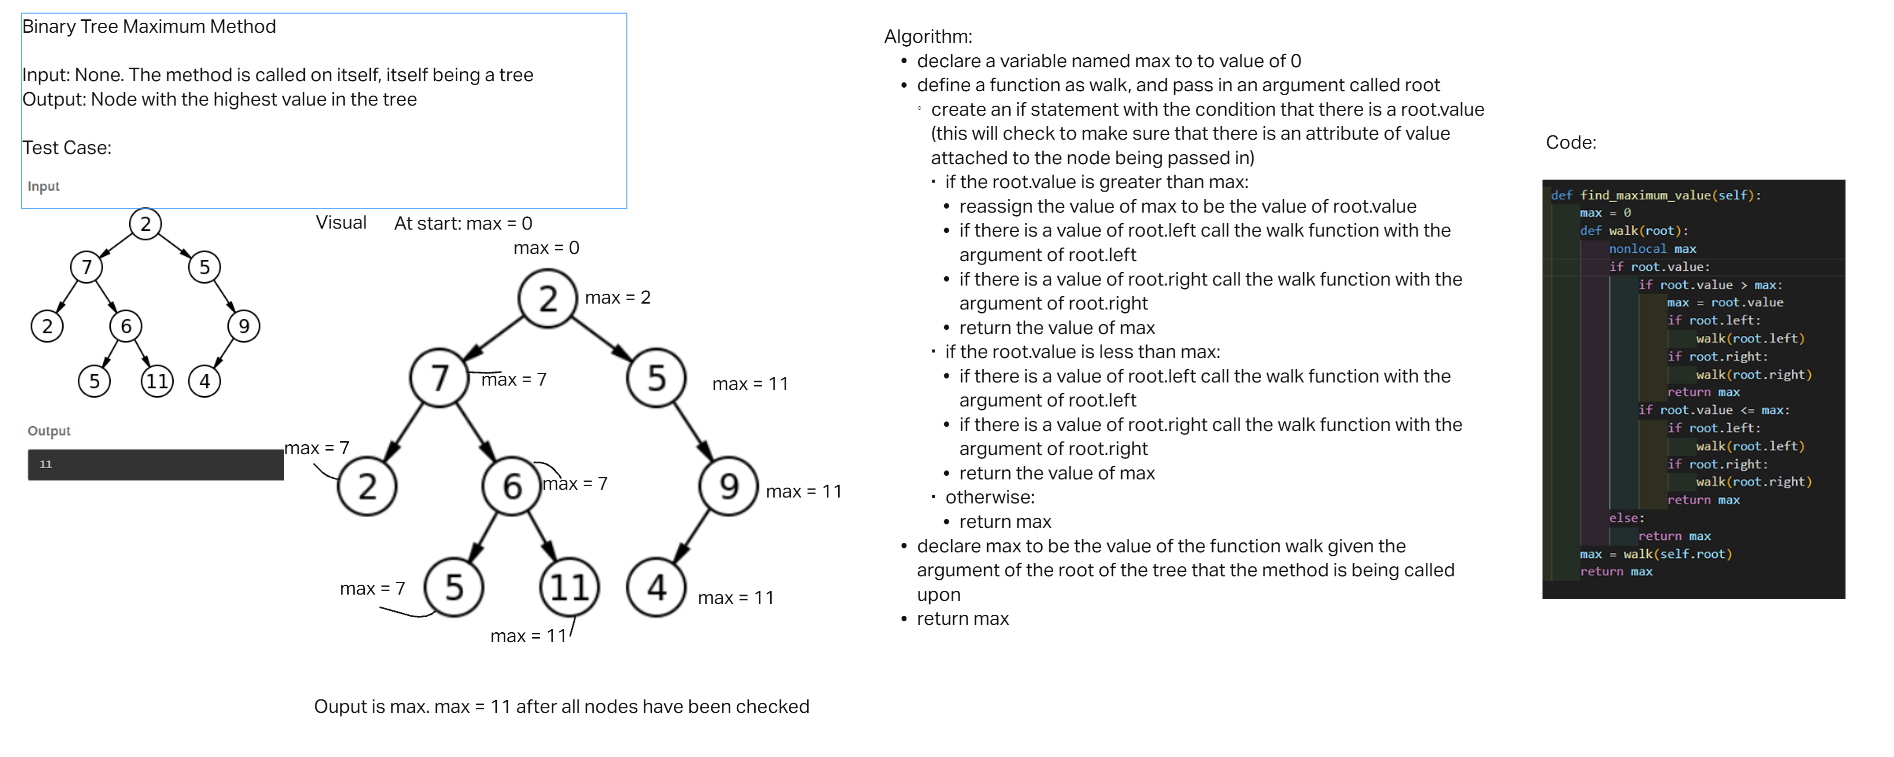 Binary Tree Maximum Method
Input: None. The method is called on itself, itself being a tree
Output: Node with the highest value in the tree
Test Case:
Input
2
7
5
2
6
9
5
11
4
Output
11
Visual
At start: max = 0
max = 0
2
max = 2
7
max = 7
5
max = 11
max = 7
2
6
max = 7
9
max = 11
max = 7
5
11
4
max = 11
max = 11
Ouput is max. max = 11 after all nodes have been checked
Algorithm:
• declare a variable named max to to value of 0
• define a function as walk, and pass in an argument called root
◦ create an if statement with the condition that there is a root.value
(this will check to make sure that there is an attribute of value
attached to the node being passed in)
· if the root.value is greater than max:
• reassign the value of max to be the value of root.value
• if there is a value of root.left call the walk function with the
argument of root.left
• if there is a value of root.right call the walk function with the
argument of root.right
• return the value of max
· if the root.value is less than max:
• if there is a value of root.left call the walk function with the
argument of root.left
• if there is a value of root.right call the walk function with the
argument of root.right
• return the value of max
· otherwise:
• return max
• declare max to be the value of the function walk given the
argument of the root of the tree that the method is being called
upon
• return max
Code:
def find_maximum_value(self):
max = 0
def walk(root):
nonlocal max
if root.value:
if root.value > max:
max = root.value
if root.left:
walk(root.left)
if root.right:
walk(root.right)
return max
if root.value <= max:
if root.left:
walk(root.left)
if root.right:
walk(root.right)
return max
else:
return max
max = walk(self.root)
return max